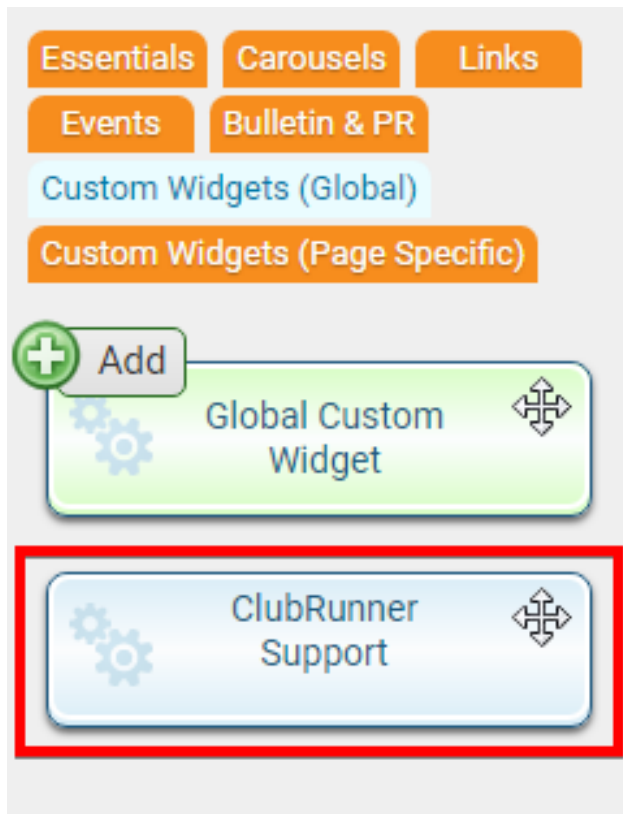 Essentials Carousels Links
Events Bulletin & PR
Custom Widgets (Global)
Custom Widgets (Page Specific)
Add
Global Custom
Widget
ClubRunner
Support